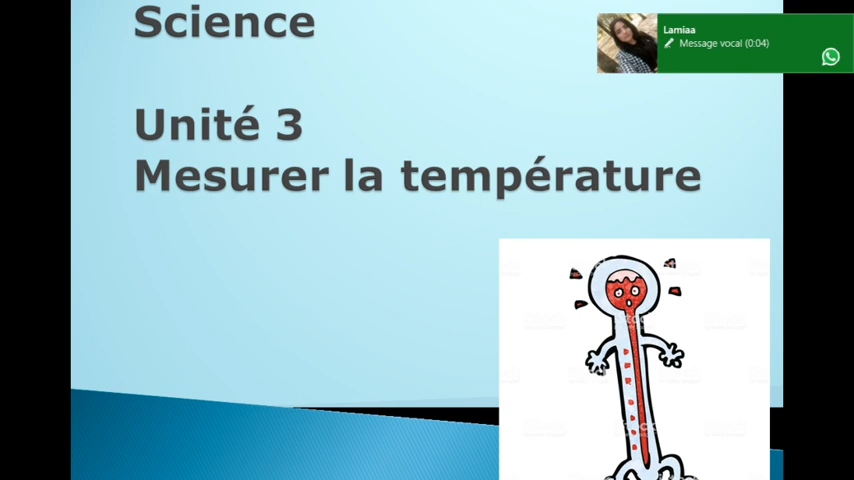 Science
Lamiaa
Message vocal (0:04)
Unité 3
Mesurer la température